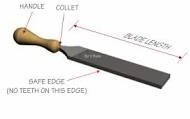 HANDLE
COLLET
BLADE LENGTH
SAFE EDGE
(NO TEETH ON THIS EDGE)